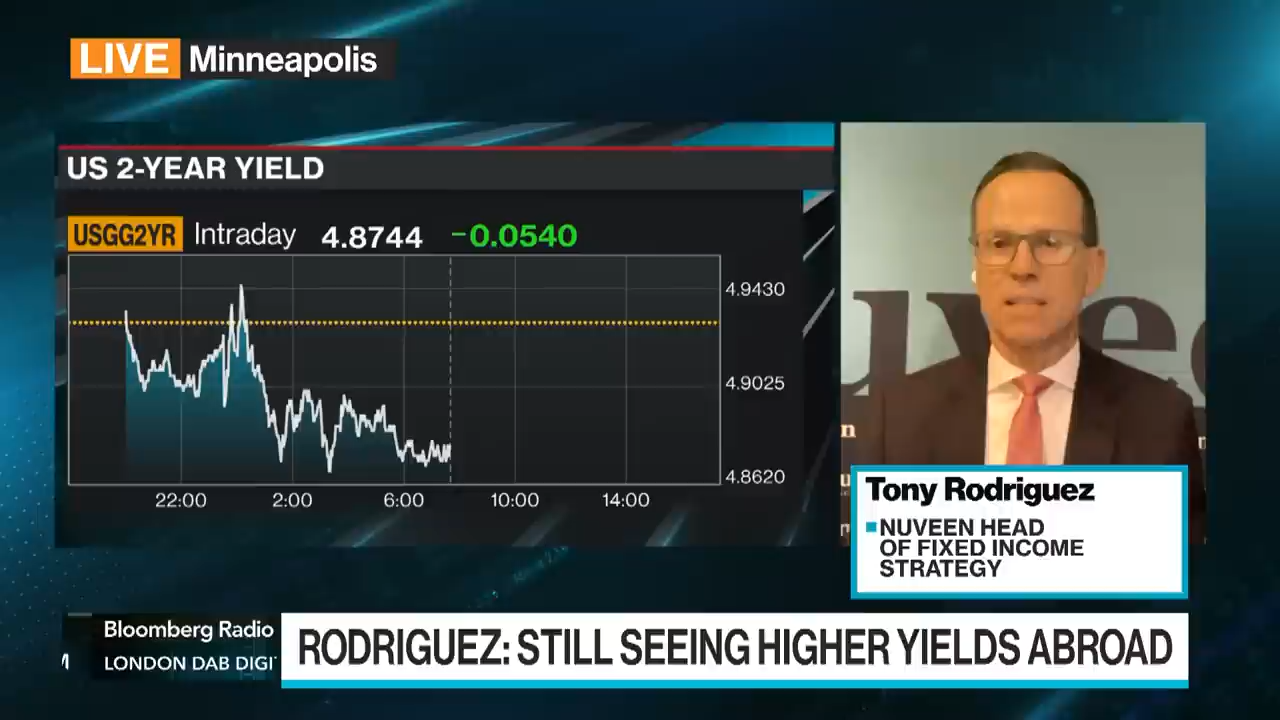 LIVE Minneapolis
US 2-YEAR YIELD
USGG2YR Intraday 4.8744 -0.0540
4.9430
4.9025
4.8620
22:00 2:00 6:00 10:00 14:00
Tony Rodriguez
NUVEEN HEAD
OF FIXED INCOME
STRATEGY
Bloomberg Radio
LONDON DAB DIGI
RODRIGUEZ: STILL SEEING HIGHER YIELDS ABROAD